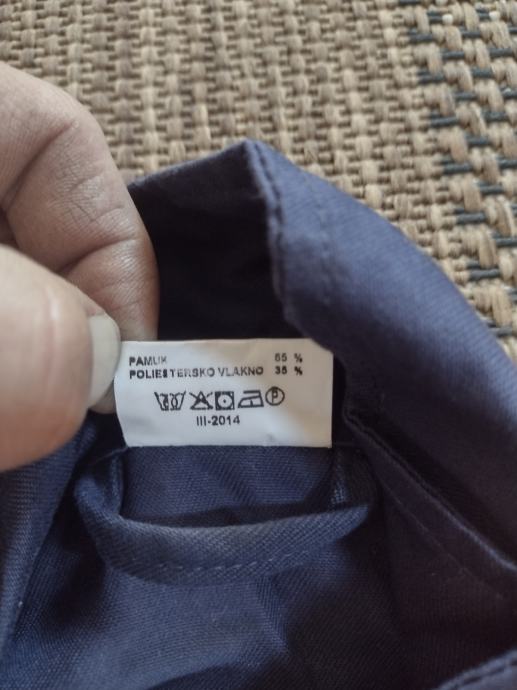 PAMUK 65 %
POLIESTERSKO VLAKNO 35 %
P
III-2014